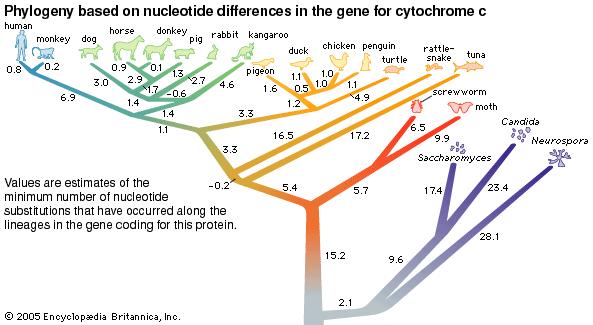 Phylogeny based on nucleotide differences in the gene for cytochrome c
human
monkey
dog
horse
donkey
pig
rabbit
kangaroo
pigeon
duck
chicken
penguin
turtle
rattle-
snake
tuna
screwworm
moth
Saccharomyces
Candida
Neurospora
0.8
0.2
3.0
0.9
0.1
2.9
1.3
2.7
1.7
-0.6
4.6
6.9
1.4
1.4
1.1
1.6
1.1
1.0
1.0
1.1
0.5
1.2
4.9
3.3
16.5
17.2
3.3
-0.2
5.4
6.5
9.9
5.7
17.4
23.4
28.1
9.6
15.2
2.1
Values are estimates of the
minimum number of nucleotide
substitutions that have occurred along the
lineages in the gene coding for this protein.
© 2005 Encyclopædia Britannica, Inc.